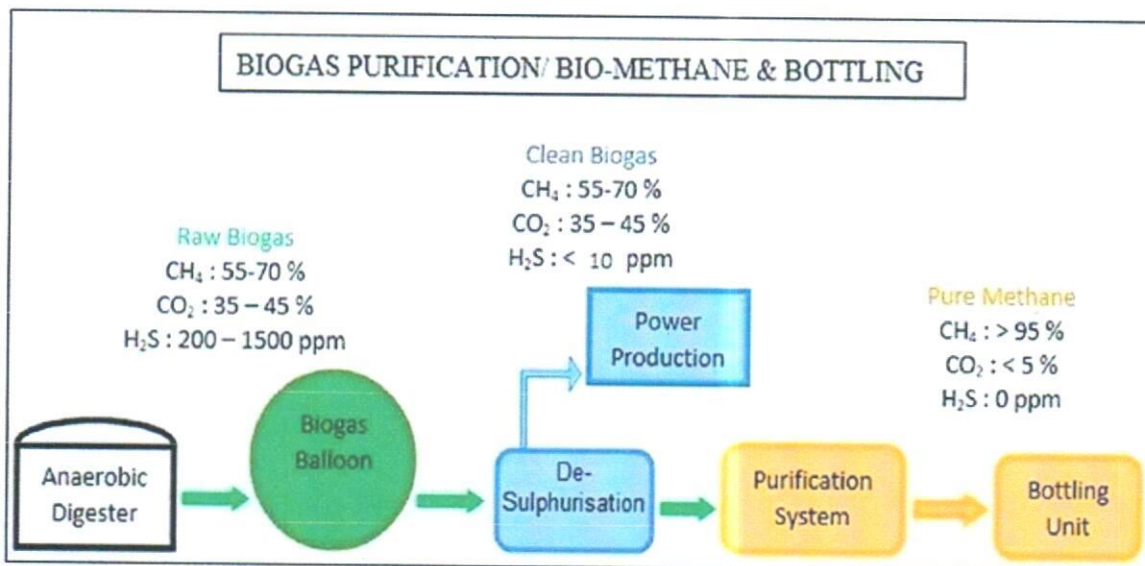 BIOGAS PURIFICATION/ BIO-METHANE & BOTTLING
Clean Biogas
CH₄ : 55-70 %
CO₂ : 35 – 45 %
H₂S : < 10 ppm
Raw Biogas
CH₄ : 55-70 %
CO₂ : 35 – 45 %
H₂S : 200 – 1500 ppm
Pure Methane
CH₄ : > 95 %
CO₂ : < 5 %
H₂S : 0 ppm
Power
Production
Biogas
Balloon
Anaerobic
Digester
De-
Sulphurisation
Purification
System
Bottling
Unit